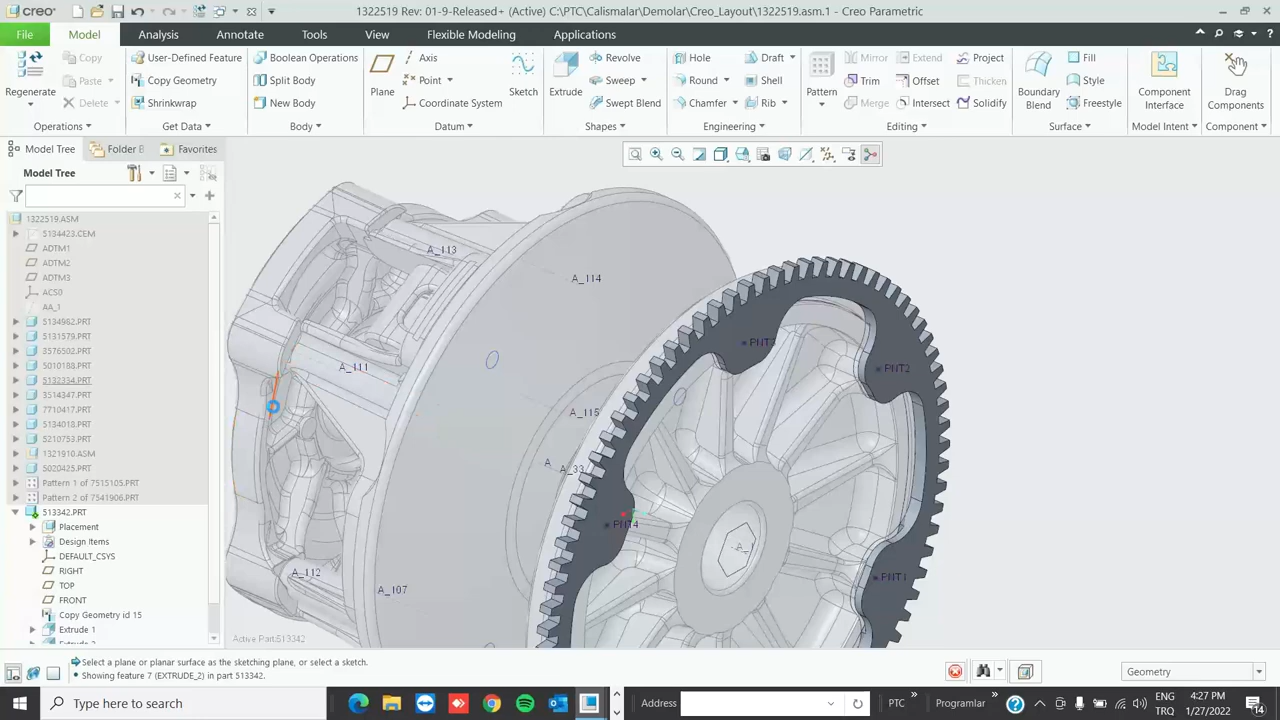 creo
1322519 Rev: 01-9-Released+ (Active) C:\PTC\Calismalar\Demolar\Creo_Layout\1322519.asm.1 - Creo Parametric
File Model Analysis Annotate Tools View Flexible Modeling Applications
Regenerate
Copy
Paste
Delete
Operations
User-Defined Feature
Copy Geometry
Shrinkwrap
Get Data
Boolean Operations
Split Body
New Body
Body
Plane
Axis
Point
Coordinate System
Sketch
Datum
Extrude
Revolve
Sweep
Swept Blend
Shapes
Hole
Round
Chamfer
Draft
Shell
Rib
Engineering
Pattern
Mirror
Trim
Merge
Extend
Offset
Intersect
Project
Thicken
Solidify
Editing
Boundary
Blend
Fill
Style
Freestyle
Surface
Component
Interface
Model Intent
Drag
Components
Component
Model Tree Folder B Favorites
Model Tree
1322519.ASM
5134423.CEM
ADTM1
ADTM2
ADTM3
ACS0
AA_1
5134962.PRT
5131579.PRT
3576502.PRT
5010188.PRT
5132334.PRT
3514347.PRT
7710417.PRT
5134018.PRT
5210753.PRT
1321910.ASM
5020425.PRT
Pattern 1 of 7515105.PRT
Pattern 2 of 7541906.PRT
513342.PRT
Placement
Design Items
DEFAULT_CSYS
RIGHT
TOP
FRONT
Copy Geometry id 15
Extrude 1
A_113
A_114
A_111
A_115
A_33
A_112
A_107
PNT3
PNT2
PNT4
PNT1
Active Part:513342
Select a plane or planar surface as the sketching plane, or select a sketch.
Showing feature 7 (EXTRUDE_2) in part 513342.
Geometry
Type here to search
Address
PTC
Programlar
ENG
TRQ
4:27 PM
1/27/2022
14